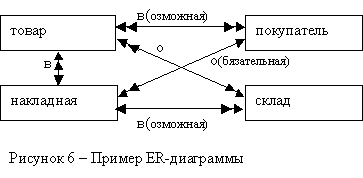 в(озможная)
товар
покупатель
о
в
о(бязательная)
накладная
склад
в(озможная)
Рисунок 6 – Пример ER-диаграммы